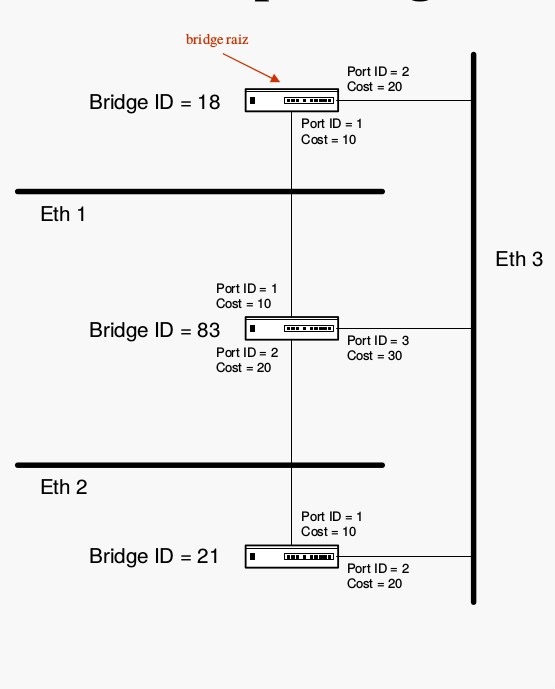 bridge raiz
Port ID = 2
Cost = 20
Bridge ID = 18
Port ID = 1
Cost = 10
Eth 1
Eth 3
Port ID = 1
Cost = 10
Bridge ID = 83
Port ID = 3
Cost = 30
Port ID = 2
Cost = 20
Eth 2
Port ID = 1
Cost = 10
Bridge ID = 21
Port ID = 2
Cost = 20